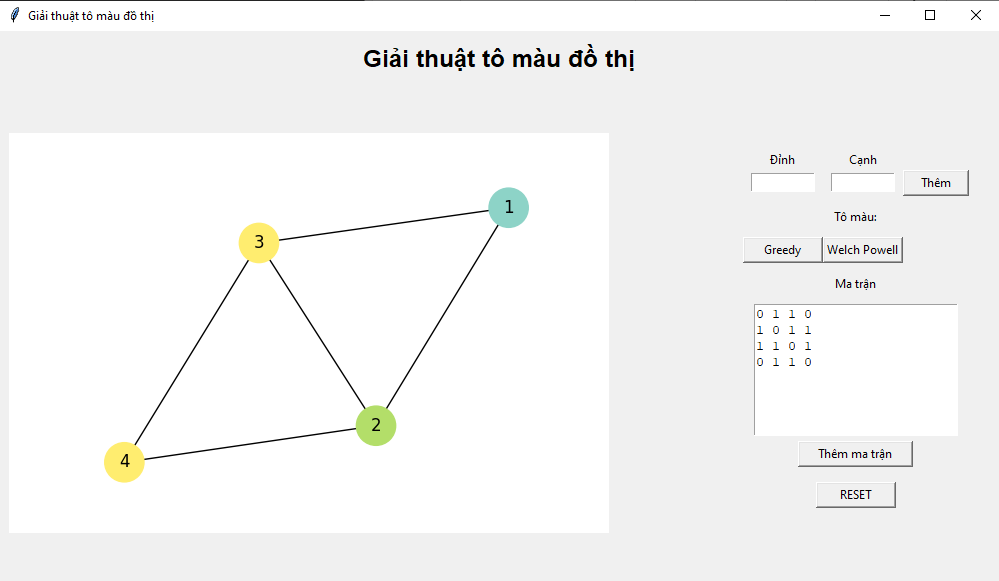 Giải thuật tô màu đồ thị
Giải thuật tô màu đồ thị
1
3
2
4
Đỉnh Cạnh
Thêm
Tô màu:
Greedy Welch Powell
Ma trận
0 1 1 0
1 0 1 1
1 1 0 1
0 1 1 0
Thêm ma trận
RESET